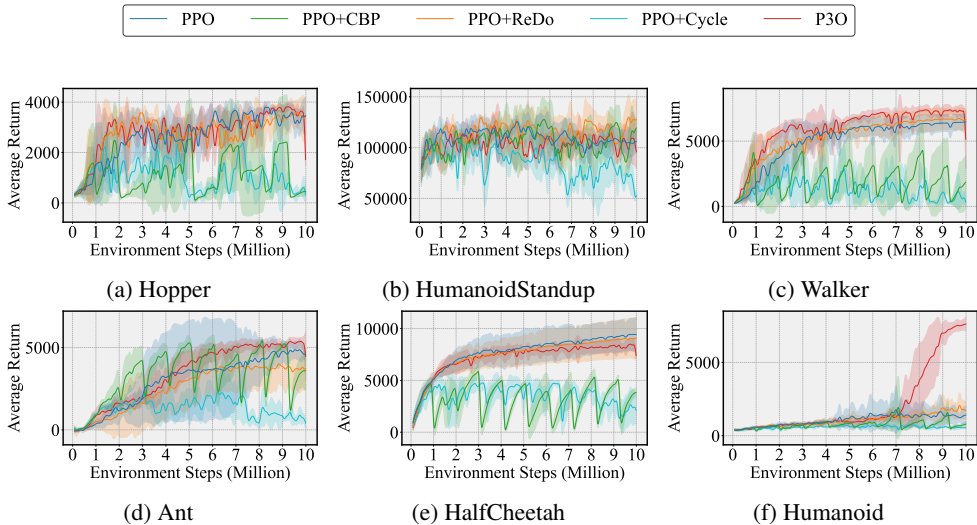 PPO PPO+CBP PPO+ReDo PPO+Cycle P3O
Average Return
4000
2000
0
0 1 2 3 4 5 6 7 8 9 10
Environment Steps (Million)
(a) Hopper
Average Return
150000
100000
50000
0 1 2 3 4 5 6 7 8 9 10
Environment Steps (Million)
(b) HumanoidStandup
Average Return
5000
0
0 1 2 3 4 5 6 7 8 9 10
Environment Steps (Million)
(c) Walker
Average Return
5000
0
0 1 2 3 4 5 6 7 8 9 10
Environment Steps (Million)
(d) Ant
Average Return
10000
5000
0
0 1 2 3 4 5 6 7 8 9 10
Environment Steps (Million)
(e) HalfCheetah
Average Return
5000
0
0 1 2 3 4 5 6 7 8 9 10
Environment Steps (Million)
(f) Humanoid